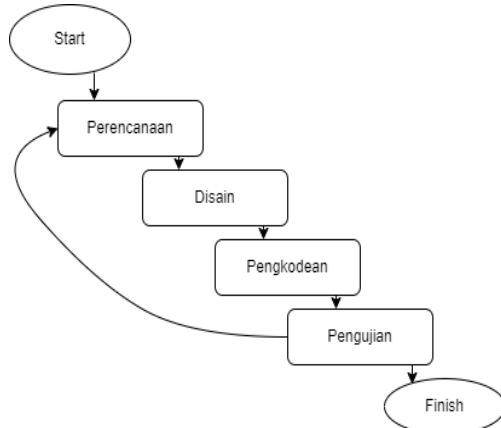 Start
Perencanaan
Disain
Pengkodean
Pengujian
Finish